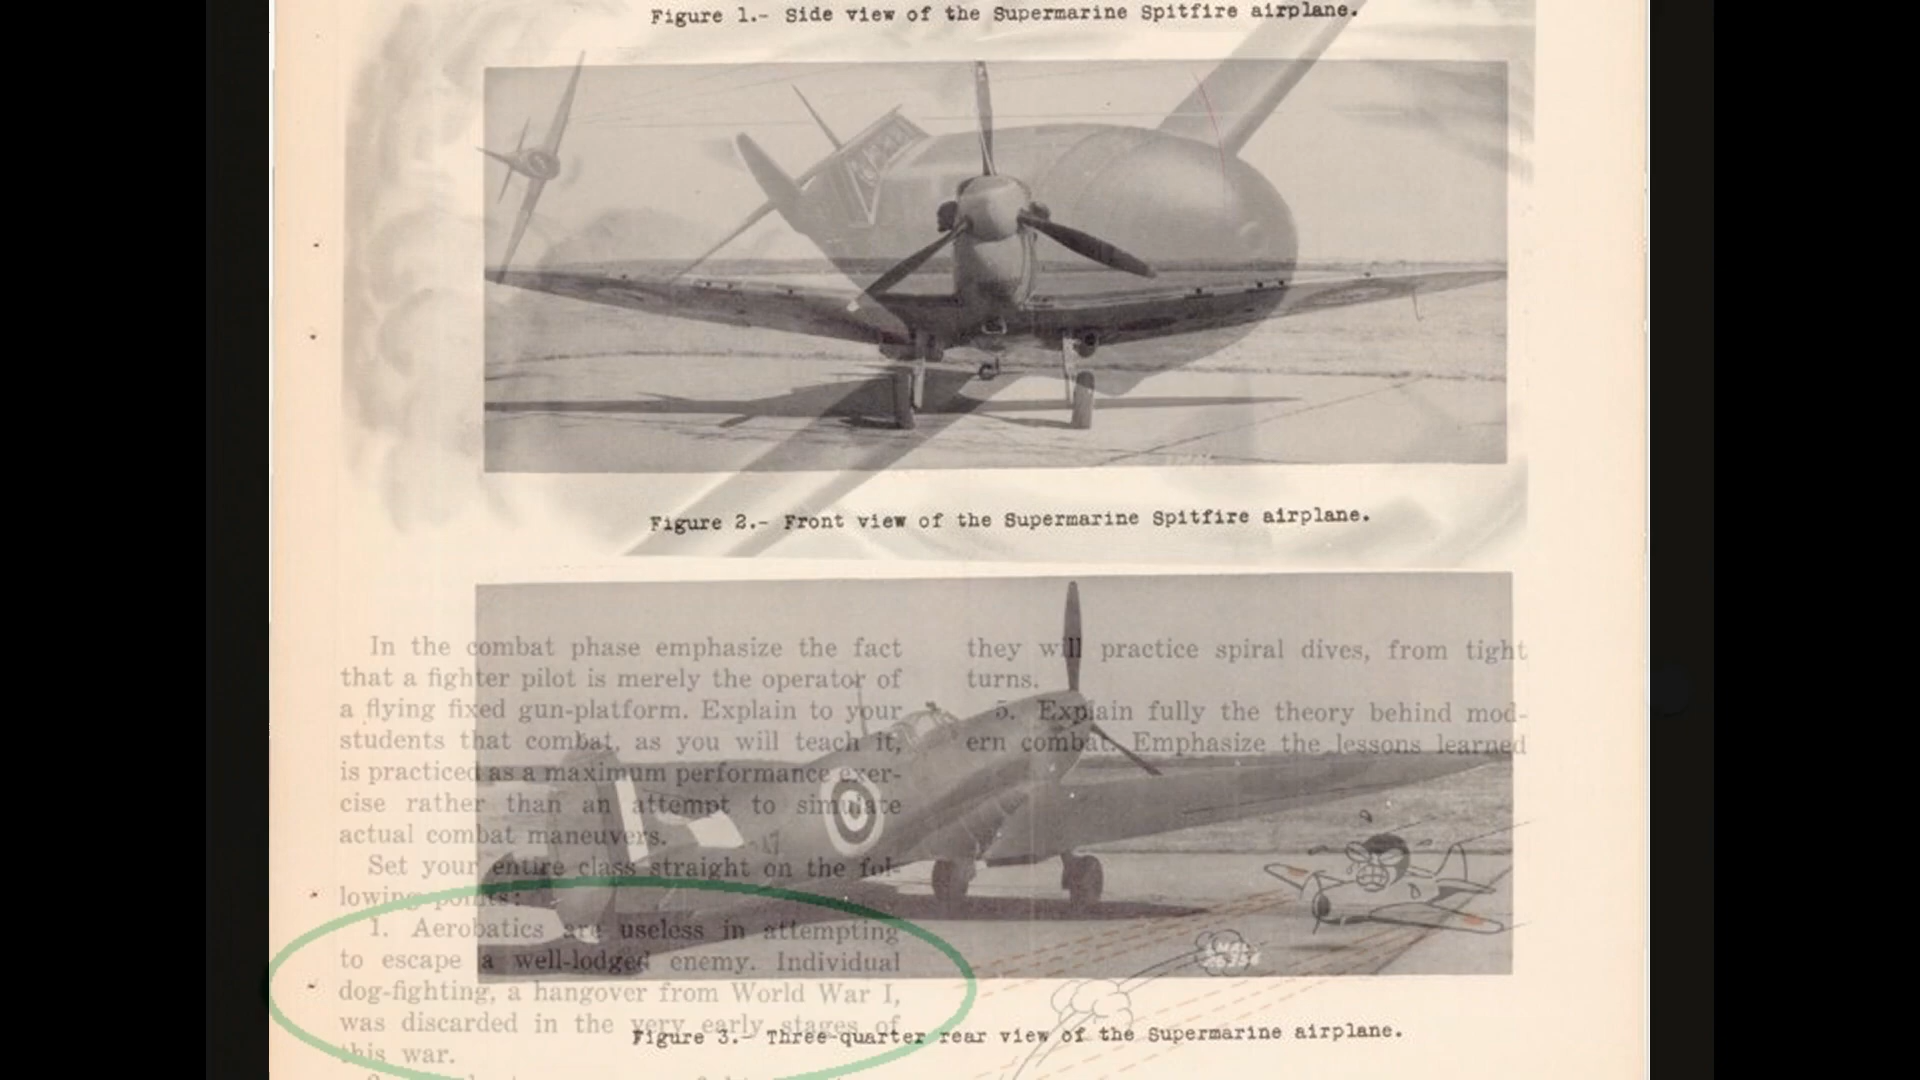 Figure 1.- Side view of the Supermarine Spitfire airplane.
Figure 2.- Front view of the Supermarine Spitfire airplane.
In the combat phase emphasize the fact
that a fighter pilot is merely the operator of
a flying fixed gun-platform. Explain to your
students that combat, as you will teach it,
is practiced as a maximum performance exer-
cise rather than an attempt to simulate
actual combat maneuvers.
Set your entire class straight on the fol-
lowing points:
1. Aerobatics are useless in attempting
to escape a well-lodged enemy. Individual
dog-fighting, a hangover from World War I,
was discarded in the very early stages of
this war.
they will practice spiral dives, from tight
turns.
5. Explain fully the theory behind mod-
ern combat. Emphasize the lessons learned
Figure 3.- Three-quarter rear view of the Supermarine airplane.